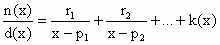 n(x)/d(x) = r₁/(x − p₁) + r₂/(x − p₂) + ... + k(x)